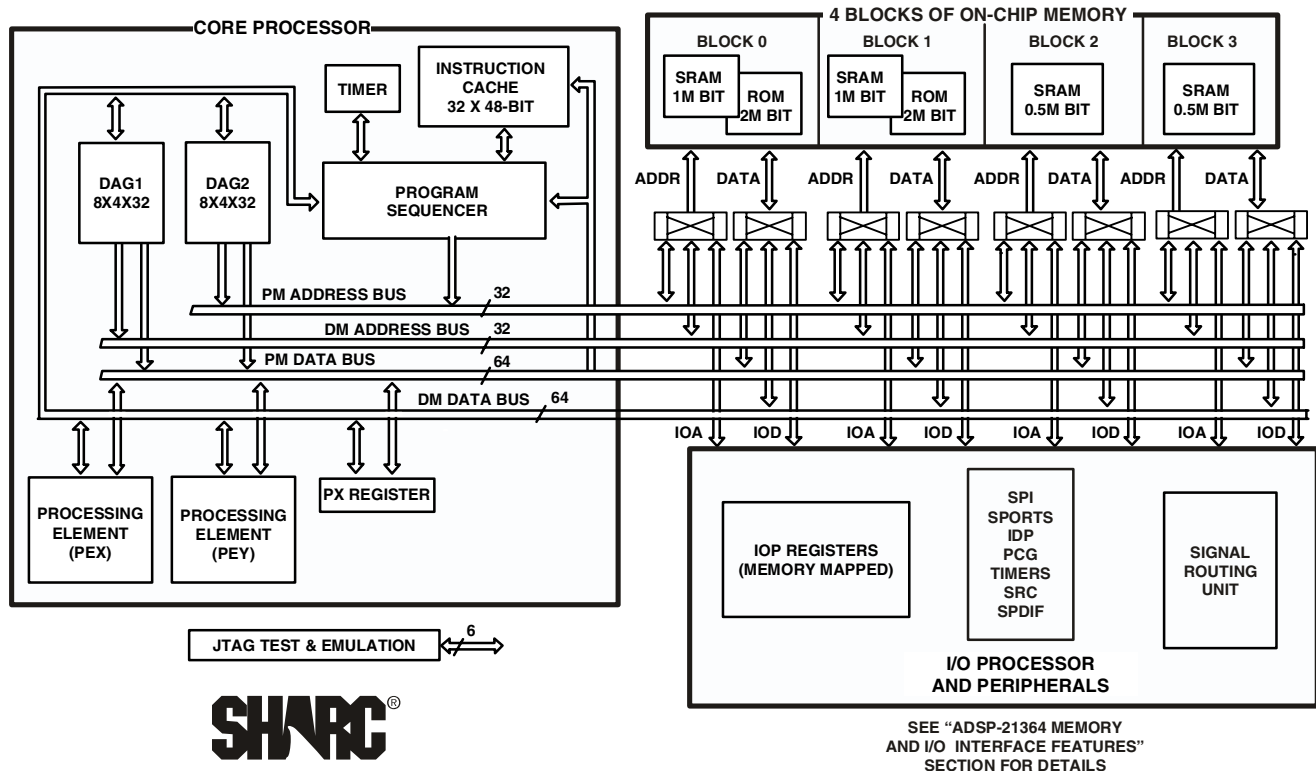 CORE PROCESSOR
TIMER
INSTRUCTION
CACHE
32 X 48-BIT
DAG1
8X4X32
DAG2
8X4X32
PROGRAM
SEQUENCER
PM ADDRESS BUS
32
DM ADDRESS BUS
32
PM DATA BUS
64
DM DATA BUS
64
PROCESSING
ELEMENT
(PEX)
PROCESSING
ELEMENT
(PEY)
PX REGISTER
JTAG TEST & EMULATION
6
SHARC®
4 BLOCKS OF ON-CHIP MEMORY
BLOCK 0
BLOCK 1
BLOCK 2
BLOCK 3
SRAM
1M BIT
ROM
2M BIT
SRAM
1M BIT
ROM
2M BIT
SRAM
0.5M BIT
SRAM
0.5M BIT
ADDR
DATA
ADDR
DATA
ADDR
DATA
ADDR
DATA
IOA
IOD
IOA
IOD
IOA
IOD
IOA
IOD
IOP REGISTERS
(MEMORY MAPPED)
SPI
SPORTS
IDP
PCG
TIMERS
SRC
SPDIF
SIGNAL
ROUTING
UNIT
I/O PROCESSOR
AND PERIPHERALS
SEE “ADSP-21364 MEMORY
AND I/O INTERFACE FEATURES”
SECTION FOR DETAILS